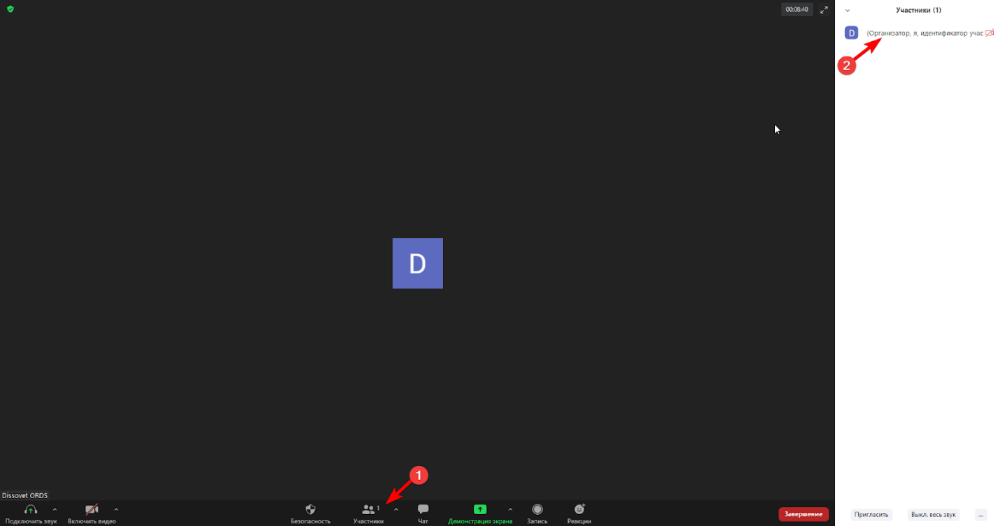 00:08:40
Участники (1)
D
(Организатор, я, идентификатор учас
2
D
1
Dissovet ORDS
Подключить звук
Включить видео
Безопасность
Участники
1
Чат
Демонстрация экрана
Запись
Реакции
Завершение
Пригласить
Выкл. весь звук
...